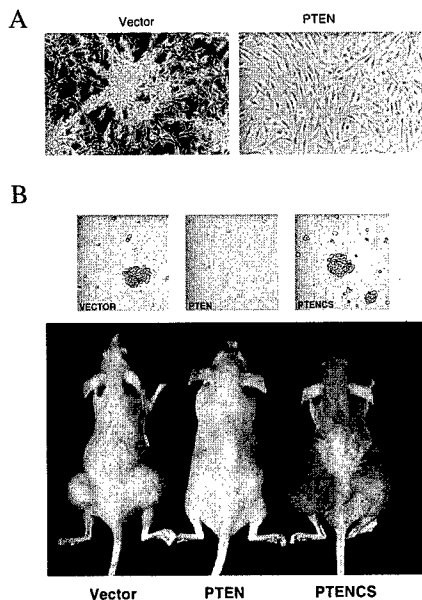 A
Vector PTEN
B
VECTOR PTEN PTENCS
Vector PTEN PTENCS